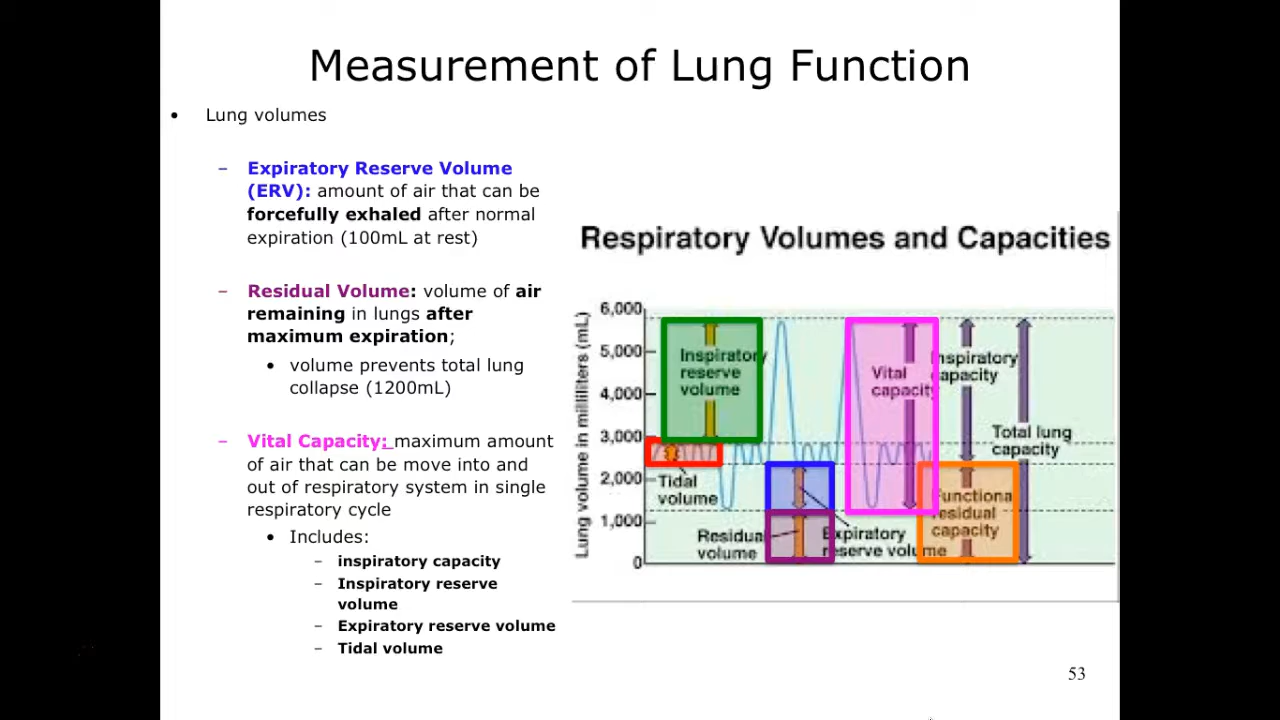 Measurement of Lung Function
• Lung volumes
– Expiratory Reserve Volume
(ERV): amount of air that can be
forcefully exhaled after normal
expiration (100mL at rest)
– Residual Volume: volume of air
remaining in lungs after
maximum expiration;
• volume prevents total lung
collapse (1200mL)
– Vital Capacity: maximum amount
of air that can be move into and
out of respiratory system in single
respiratory cycle
• Includes:
– inspiratory capacity
– Inspiratory reserve
volume
– Expiratory reserve volume
– Tidal volume
Respiratory Volumes and Capacities
Lung volume in milliliters (mL)
6,000
5,000
4,000
3,000
2,000
1,000
0
Inspiratory
reserve
volume
Tidal
volume
Residual
volume
Expiratory
reserve volume
Vital
capacity
Inspiratory
capacity
Total lung
capacity
Functional
residual
capacity
53